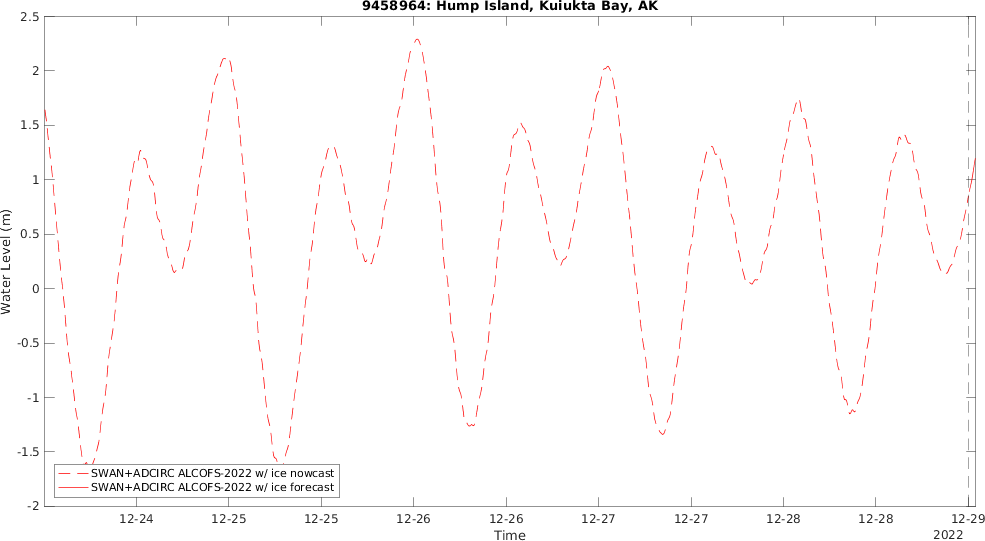 9458964: Hump Island, Kuiukta Bay, AK
2.5
2
1.5
1
0.5
0
-0.5
-1
-1.5
-2
Water Level (m)
SWAN+ADCIRC ALCOFS-2022 w/ ice nowcast
SWAN+ADCIRC ALCOFS-2022 w/ ice forecast
12-24 12-25 12-25 12-26 12-26 12-27 12-27 12-28 12-28 12-29
Time
2022